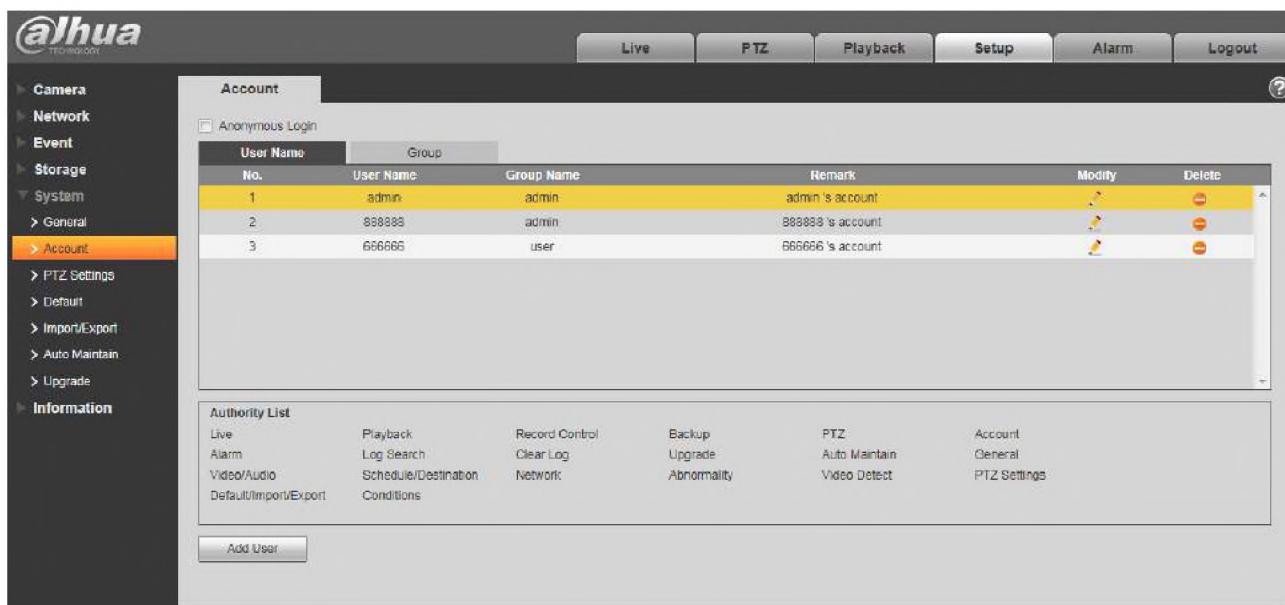 alhua
TECHNOLOGY
Live PTZ Playback Setup Alarm Logout
Camera
Network
Event
Storage
System
General
Account
PTZ Settings
Default
Import/Export
Auto Maintain
Upgrade
Information
Account
?
Anonymous Login
User Name Group
No. User Name Group Name Remark Modify Delete
1 admin admin admin 's account
2 888888 admin 888888 's account
3 666666 user 666666 's account
Authority List
Live Playback Record Control Backup PTZ Account
Alarm Log Search Clear Log Upgrade Auto Maintain General
Video/Audio Schedule/Destination Network Abnormality Video Detect PTZ Settings
Default/Import/Export Conditions
Add User